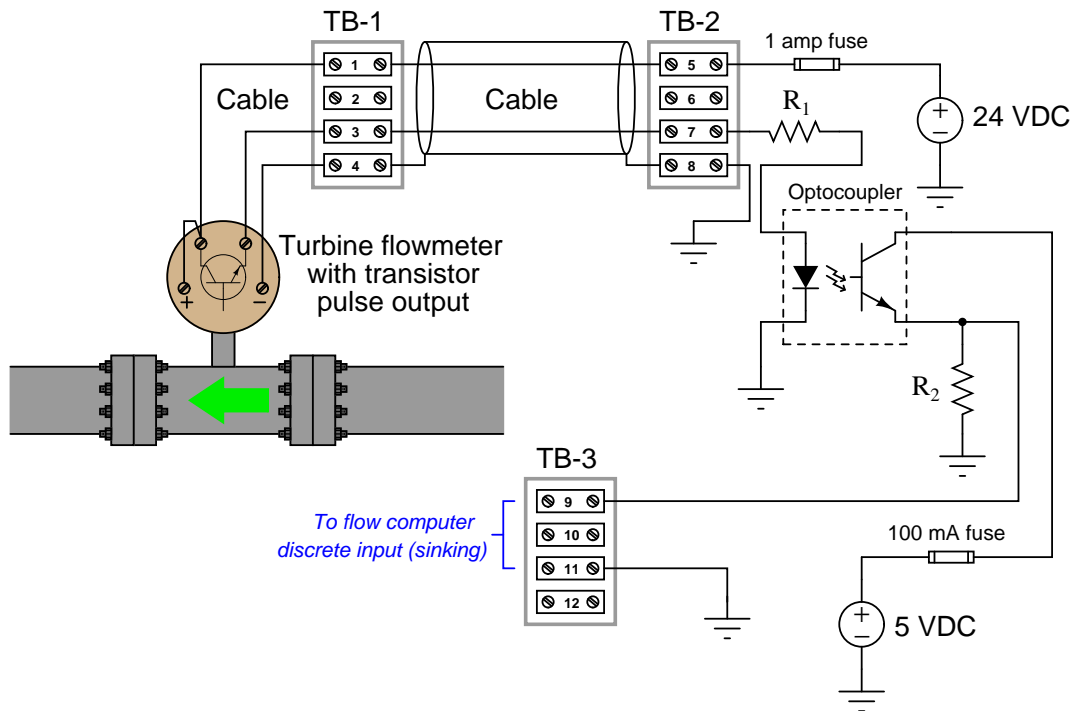 TB-1
TB-2
1 amp fuse
1
2
3
4
Cable
Cable
5
6
7
8
R1
+
−
24 VDC
Optocoupler
Turbine flowmeter
with transistor
pulse output
+
−
R2
TB-3
To flow computer
discrete input (sinking)
9
10
11
12
100 mA fuse
+
−
5 VDC